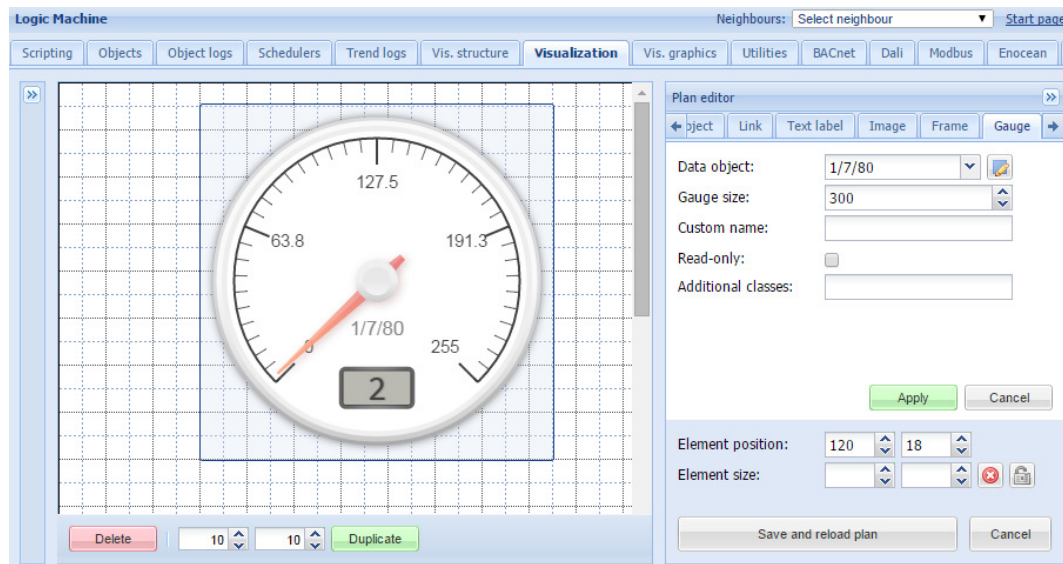 Logic Machine Neighbours: Select neighbour Start page
Scripting Objects Object logs Schedulers Trend logs Vis. structure Visualization Vis. graphics Utilities BACnet Dali Modbus Enocean
Plan editor
bject Link Text label Image Frame Gauge
Data object: 1/7/80
Gauge size: 300
Custom name:
Read-only:
Additional classes:
Apply Cancel
Element position: 120 18
Element size:
Save and reload plan Cancel
127.5
63.8 191.3
1/7/80
0 255
2
Delete 10 10 Duplicate